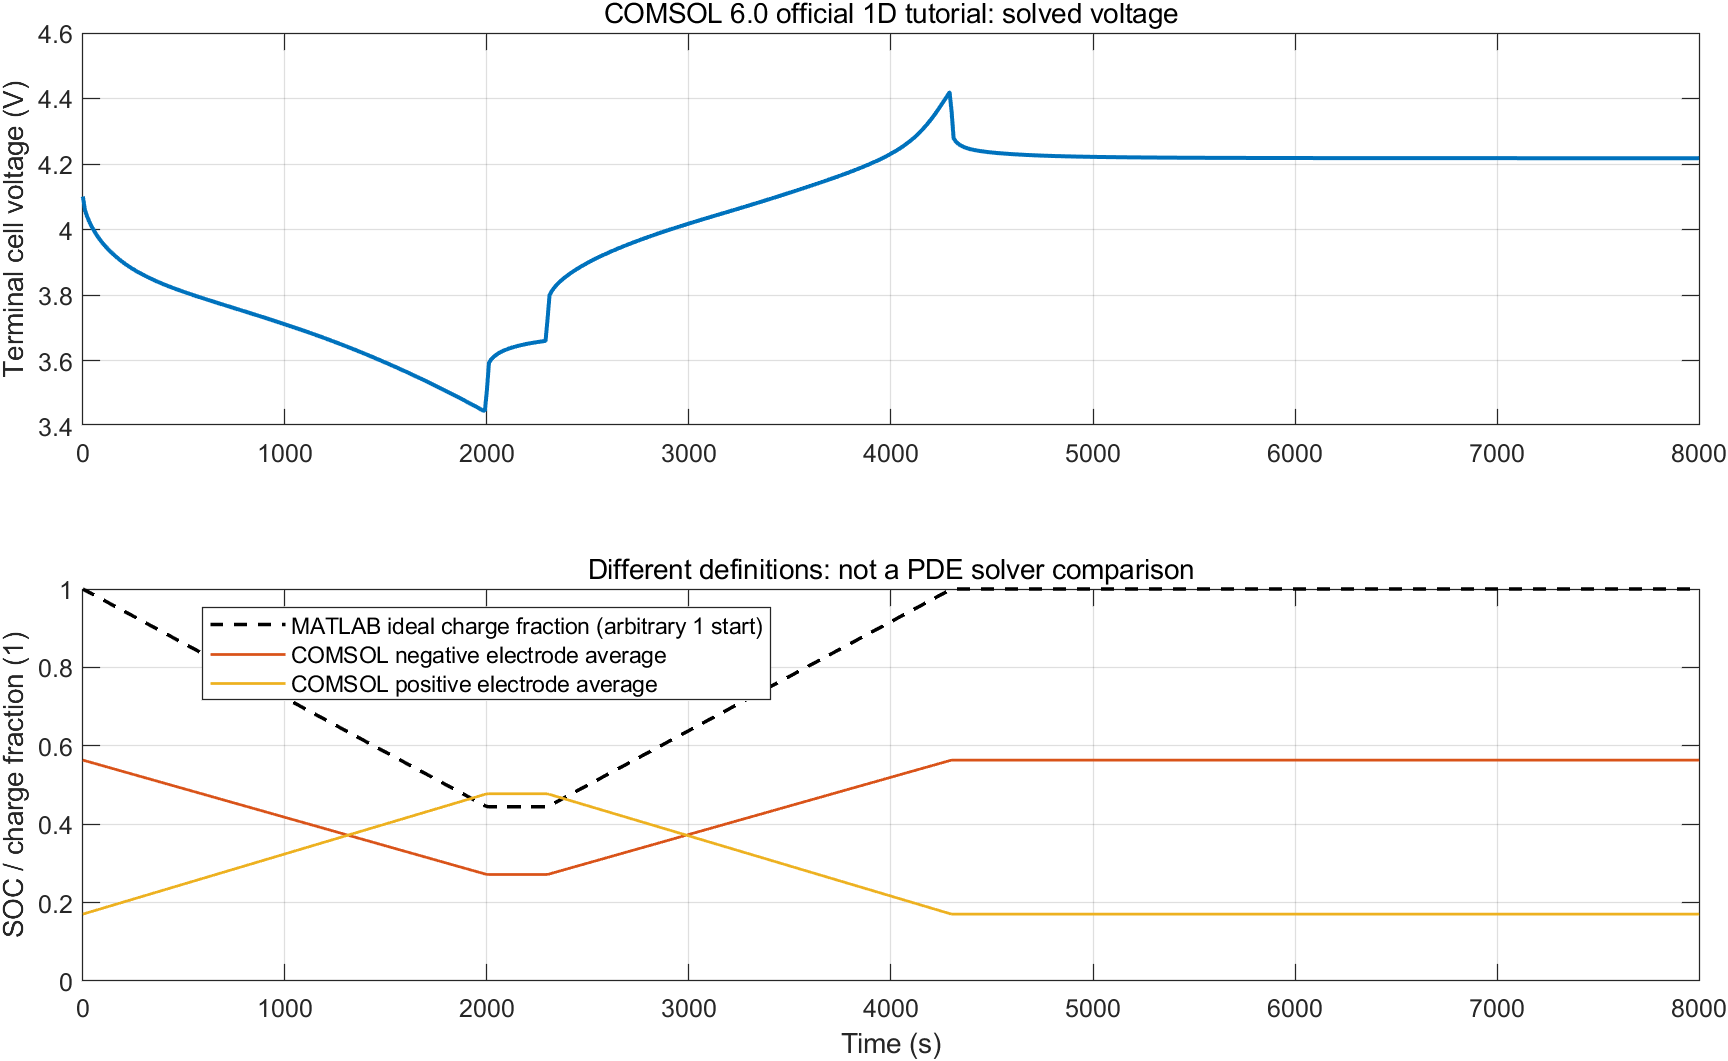 COMSOL 6.0 official 1D tutorial: solved voltage
Terminal cell voltage (V)
4.6
4.4
4.2
4
3.8
3.6
3.4
0 1000 2000 3000 4000 5000 6000 7000 8000
Different definitions: not a PDE solver comparison
SOC / charge fraction (1)
1
0.8
0.6
0.4
0.2
0
MATLAB ideal charge fraction (arbitrary 1 start)
COMSOL negative electrode average
COMSOL positive electrode average
0 1000 2000 3000 4000 5000 6000 7000 8000
Time (s)